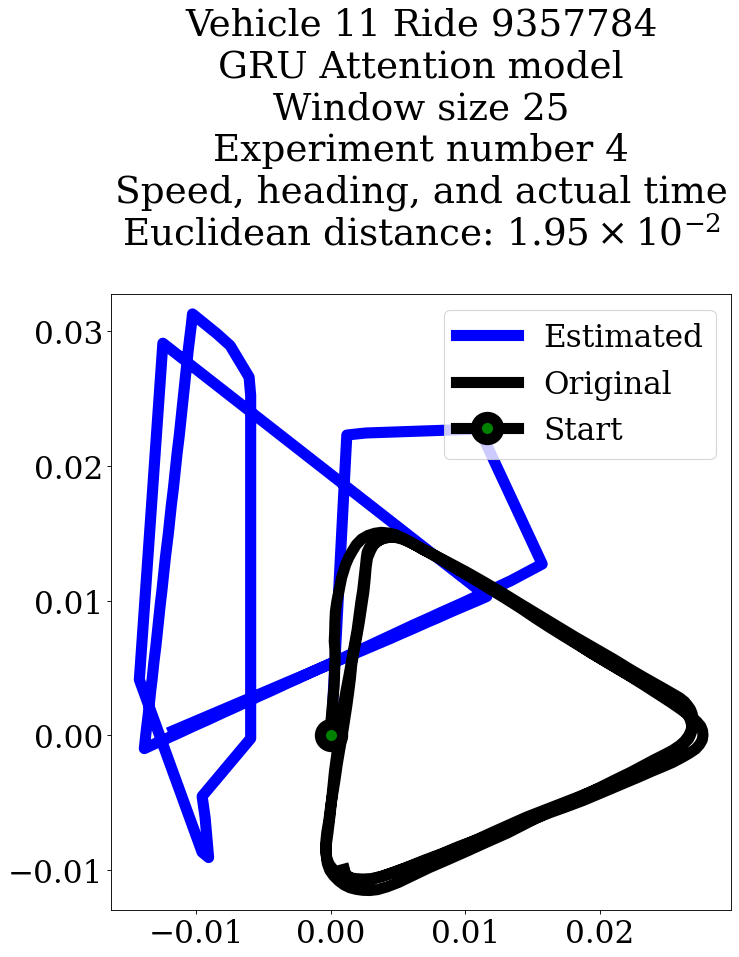 Vehicle 11 Ride 9357784
GRU Attention model
Window size 25
Experiment number 4
Speed, heading, and actual time
Euclidean distance: 1.95 × 10⁻²
Estimated
Original
Start
0.03
0.02
0.01
0.00
−0.01
−0.01 0.00 0.01 0.02